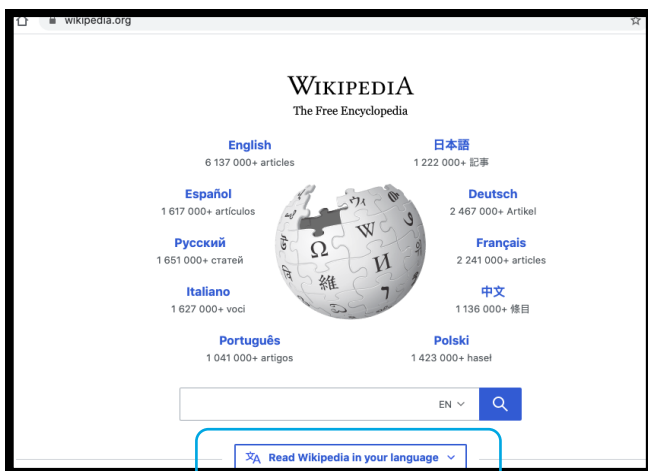 wikipedia.org
WIKIPEDIA
The Free Encyclopedia
English
6 137 000+ articles
日本語
1 222 000+ 記事
Español
1 617 000+ artículos
Deutsch
2 467 000+ Artikel
Русский
1 651 000+ статей
Français
2 241 000+ articles
Italiano
1 627 000+ voci
中文
1 136 000+ 條目
Português
1 041 000+ artigos
Polski
1 423 000+ haseł
Ω
W
И
維
7
EN
Read Wikipedia in your language